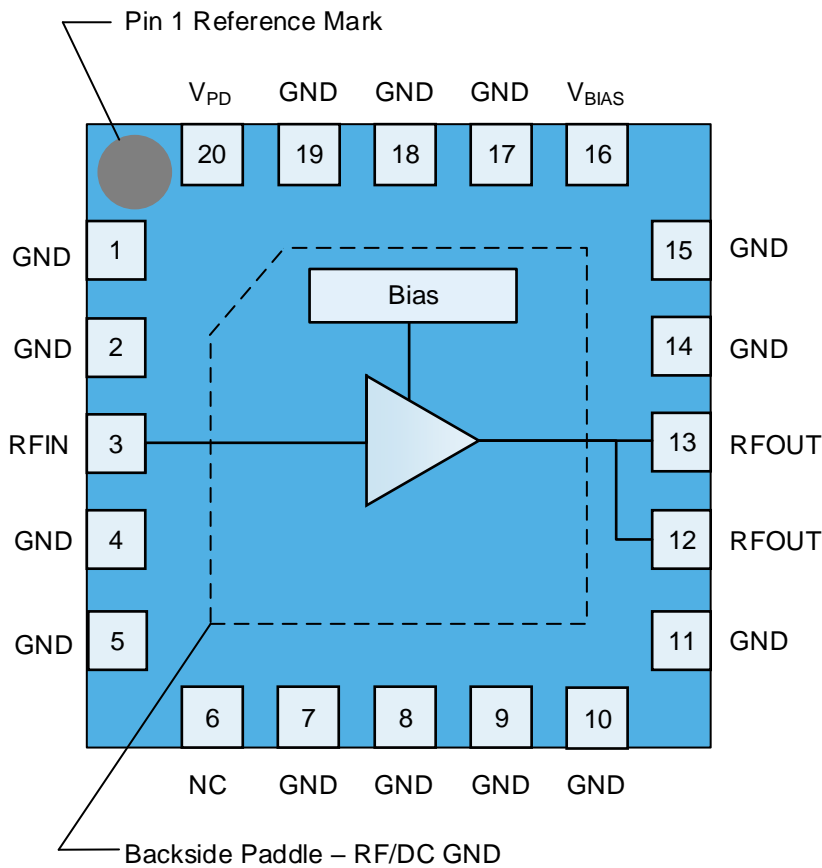 Pin 1 Reference Mark
VPD GND GND GND VBIAS
20 19 18 17 16
GND 1 15 GND
Bias
GND 2 14 GND
RFIN 3 13 RFOUT
GND 4 12 RFOUT
GND 5 11 GND
6 7 8 9 10
NC GND GND GND GND
Backside Paddle – RF/DC GND